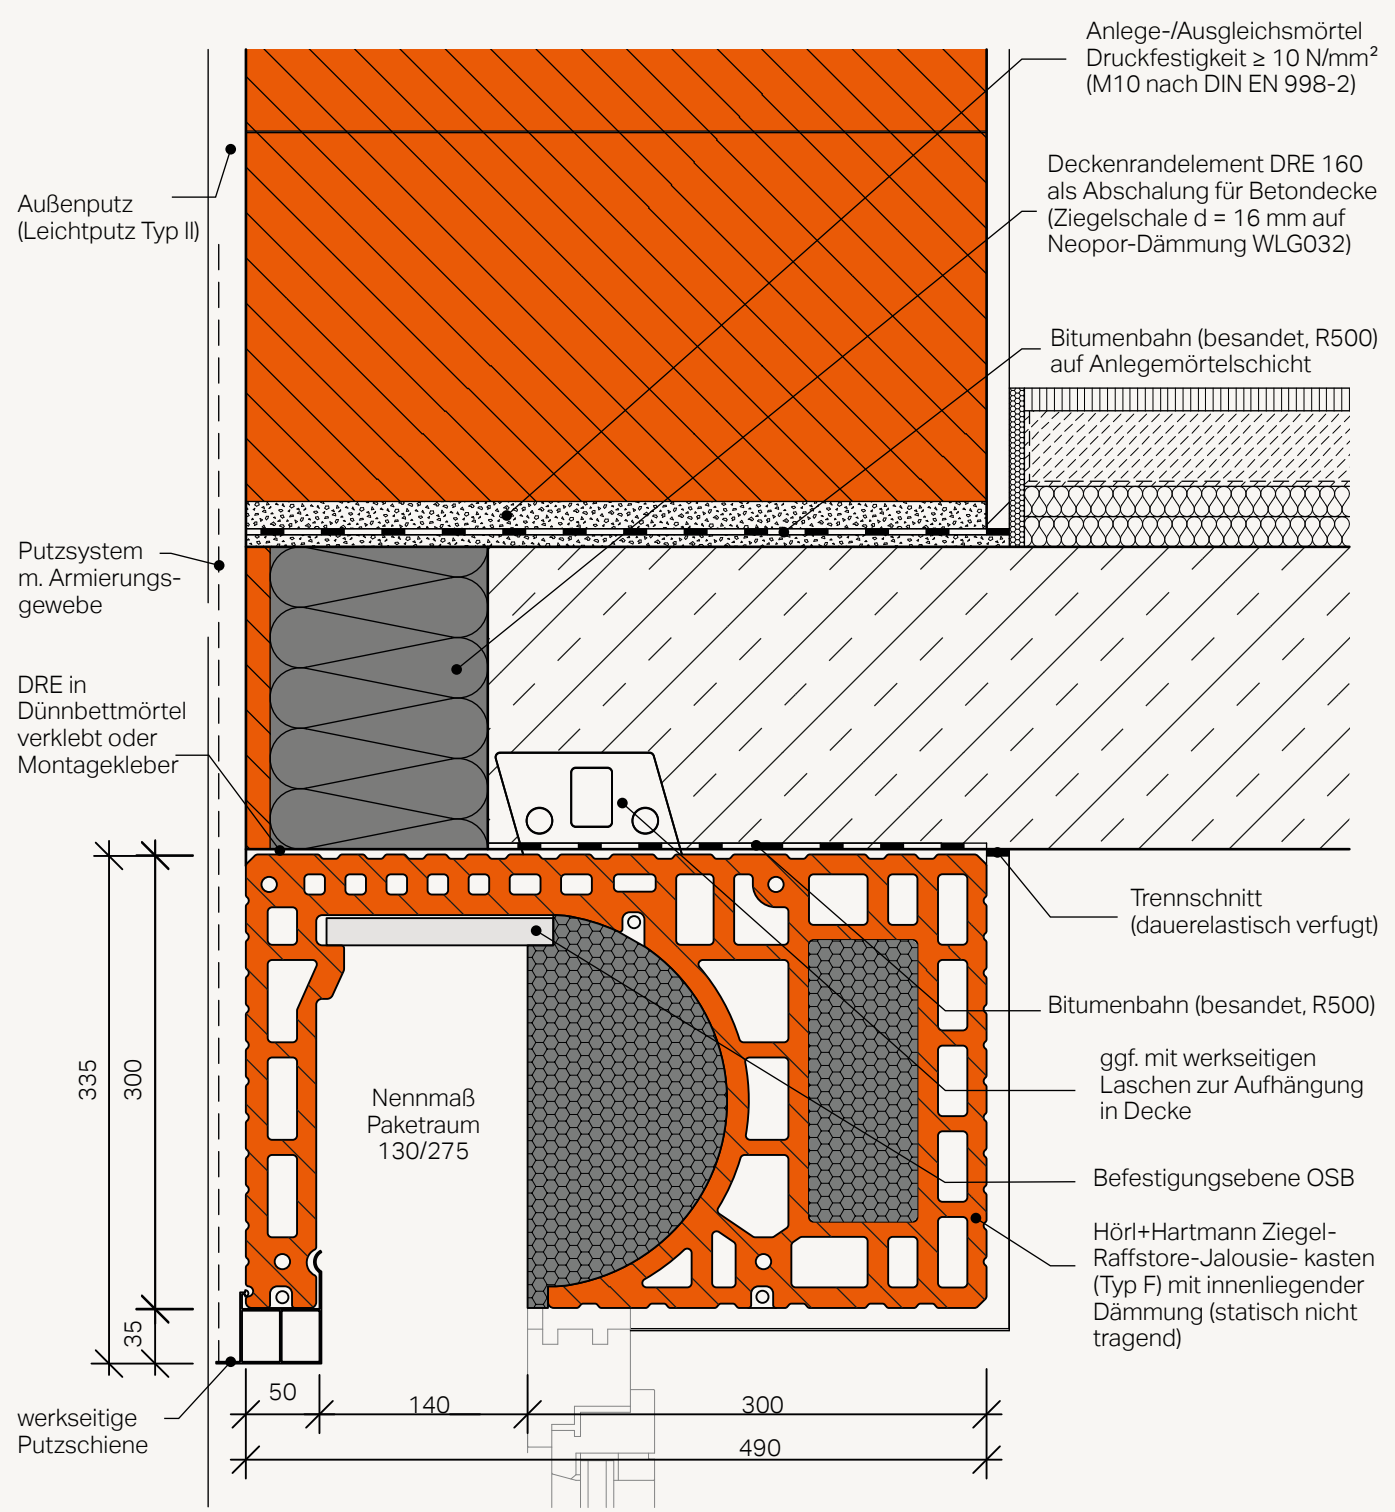 Anlege-/Ausgleichsmörtel
Druckfestigkeit ≥ 10 N/mm²
(M10 nach DIN EN 998-2)
Deckenrandelement DRE 160
als Abschalung für Betondecke
(Ziegelschale d = 16 mm auf
Neopor-Dämmung WLG032)
Außenputz
(Leichtputz Typ II)
Bitumenbahn (besandet, R500)
auf Anlegemörtelschicht
Putzsystem
m. Armierungs-
gewebe
DRE in
Dünnbettmörtel
verklebt oder
Montagekleber
Trennschnitt
(dauerelastisch verfugt)
Bitumenbahn (besandet, R500)
ggf. mit werkseitigen
Laschen zur Aufhängung
in Decke
335
300
Nennmaß
Paketraum
130/275
Befestigungsebene OSB
Hörl+Hartmann Ziegel-
Raffstore-Jalousie- kasten
(Typ F) mit innenliegender
Dämmung (statisch nicht
tragend)
35
50
140
300
490
werkseitige
Putzschiene